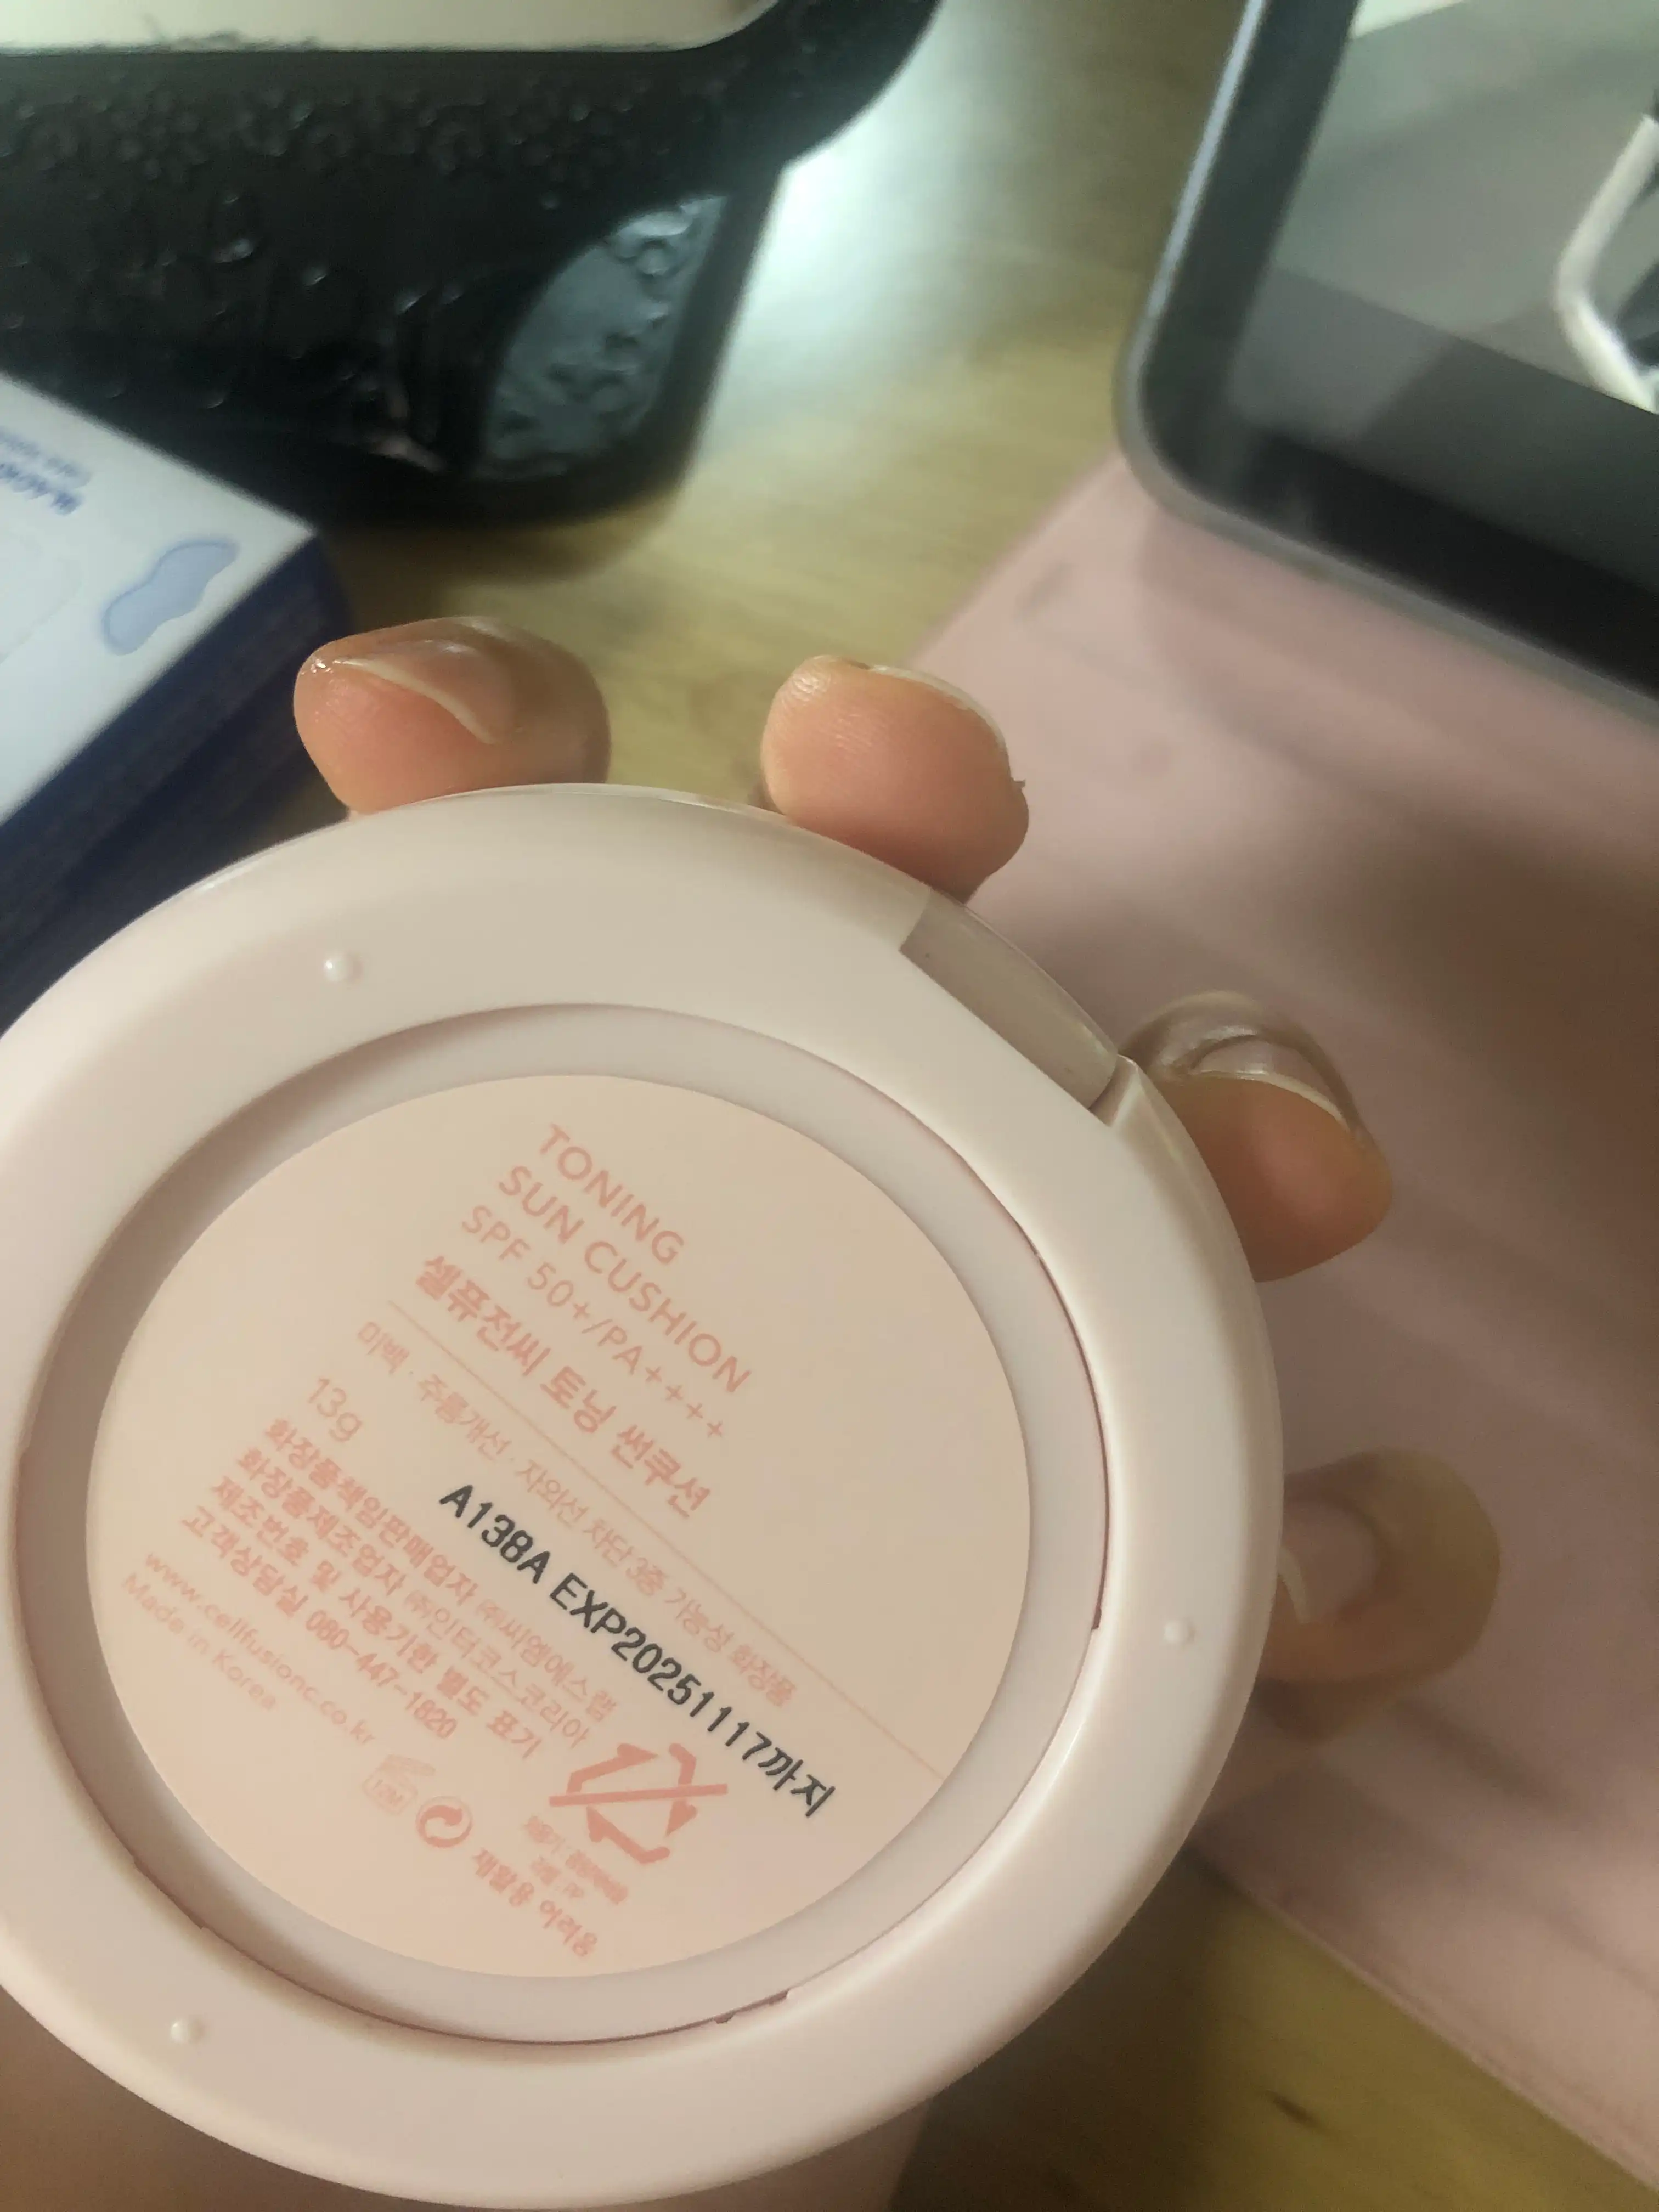 TONING
SUN CUSHION
SPF 50+/PA++++
셀퓨전씨 토닝 썬쿠션
미백 · 주름개선 · 자외선 차단 3중 기능성 화장품
13g
A138A EXP20251117까지
화장품책임판매업자 ㈜씨엠에스랩
화장품제조업자 ㈜인터코스코리아
제조번호 및 사용기한 별도 표기
고객상담실 080-447-1820
www.cellfusionc.co.kr
Made in Korea
12M
재활용 어려움